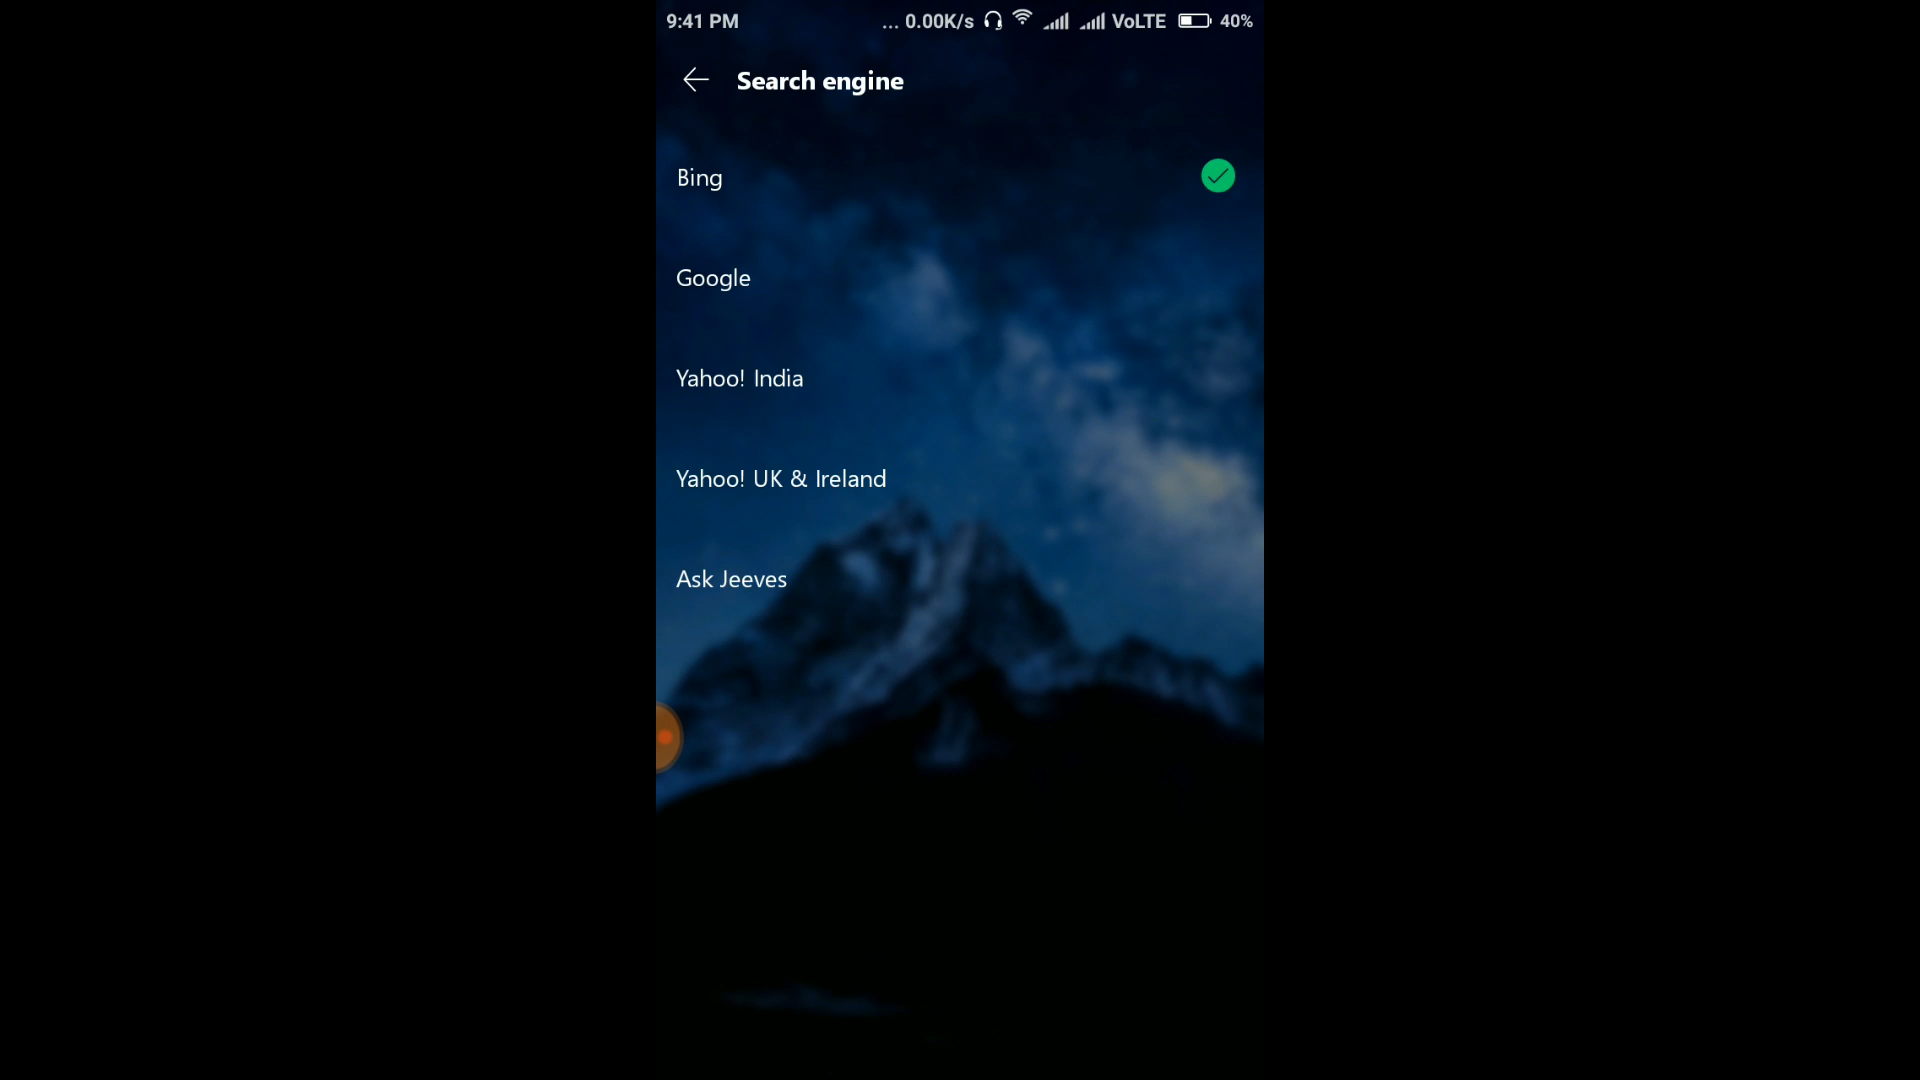 9:41 PM ... 0.00K/s VoLTE 40%
Search engine
Bing
Google
Yahoo! India
Yahoo! UK & Ireland
Ask Jeeves